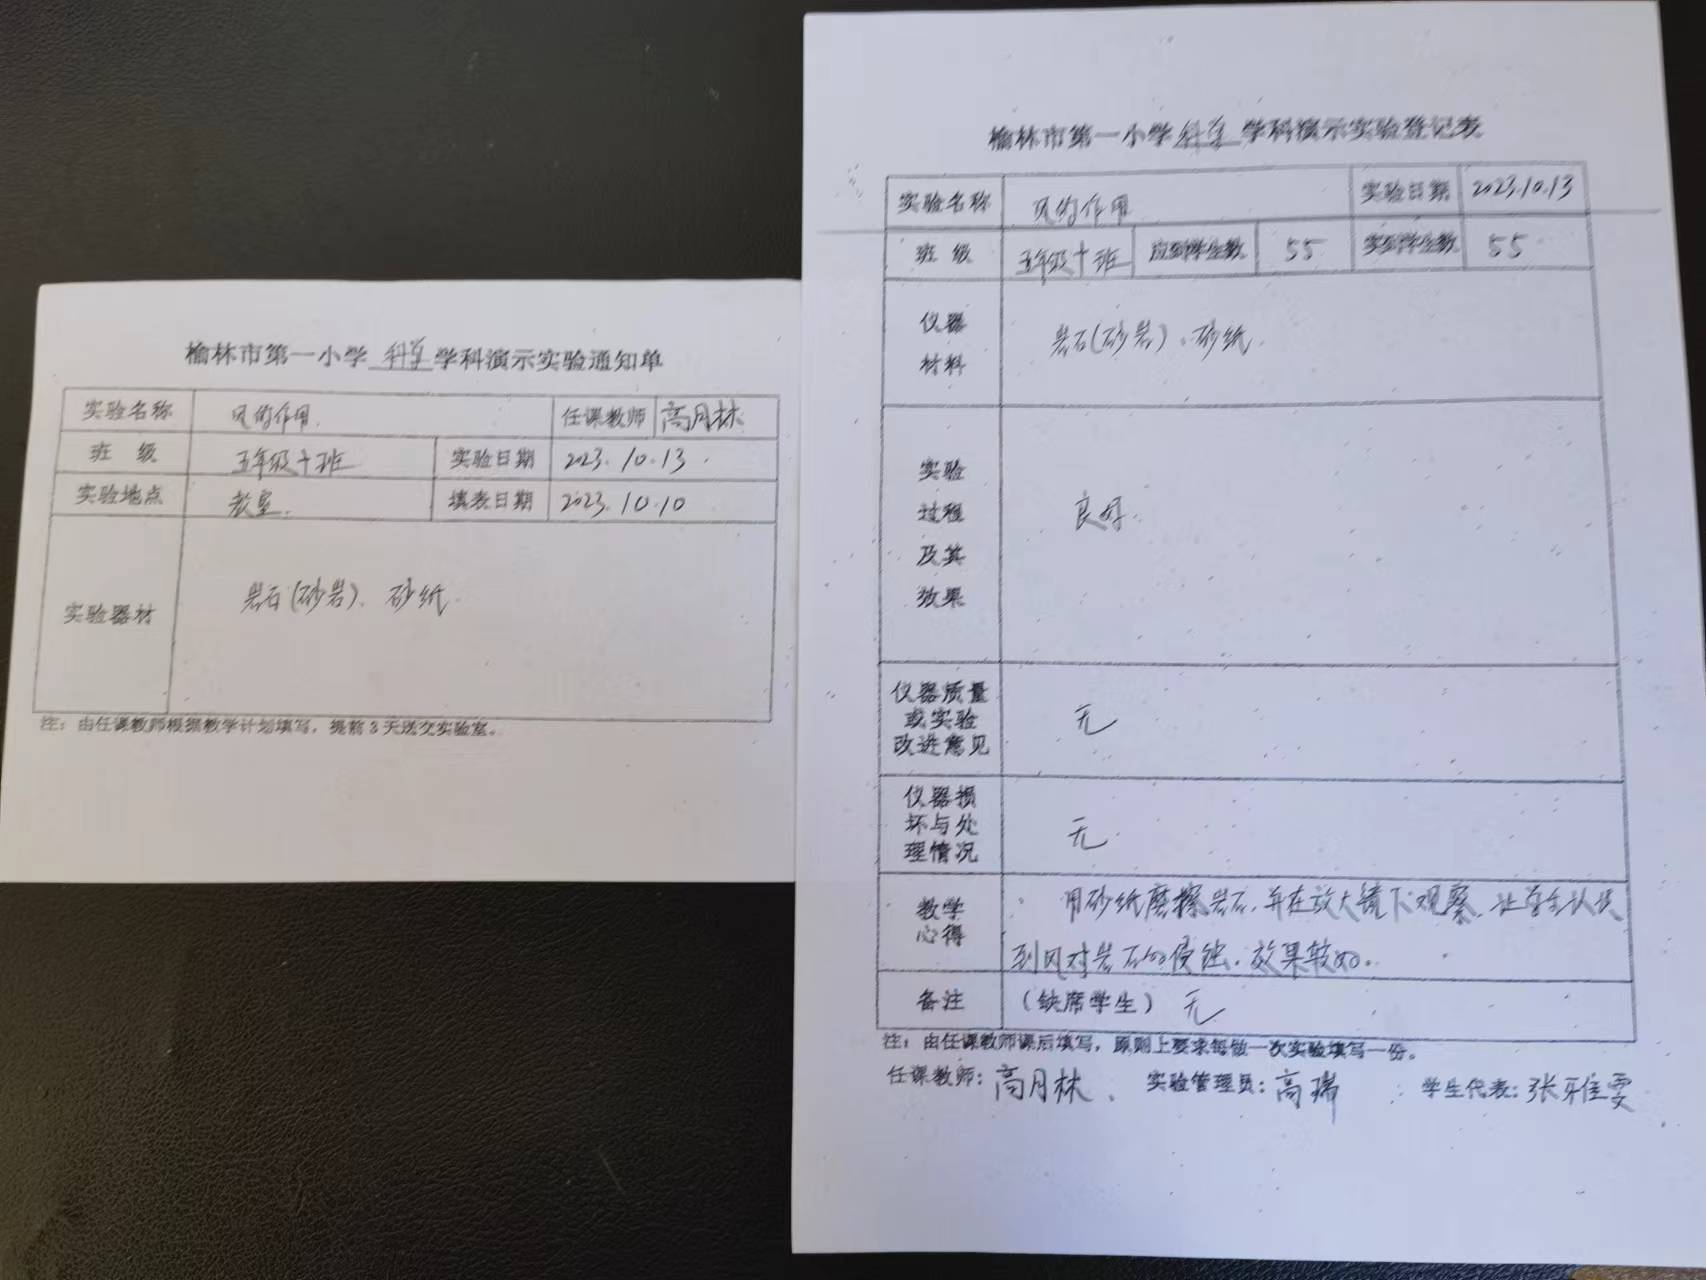 榆林市第一小学科学学科演示实验通知单
实验名称 风的作用 任课教师 高月林
班 级 五年级十班 实验日期 2023.10.13.
实验地点 教室. 填表日期 2023.10.10
实验器材 岩石(砂岩)、砂纸.
注：由任课教师根据教学计划填写，提前3天送交实验室。
榆林市第一小学科学学科演示实验登记表
实验名称 风的作用 实验日期 2023.10.13
班 级 五年级十班 应到学生数 55 实到学生数 55
仪器
材料
岩石(砂岩)、砂纸.
实验
过程
及其
效果
良好.
仪器质量
或实验
改进意见
无
仪器损
坏与处
理情况
无.
教学
心得
用砂纸磨擦岩石,并在放大镜下观察,让学生认识
到风对岩石的侵蚀,效果较好。
备注 （缺席学生） 无
注：由任课教师课后填写，原则上要求每做一次实验填写一份。
任课教师：高月林、 实验管理员：高瑞 学生代表：张雅雯